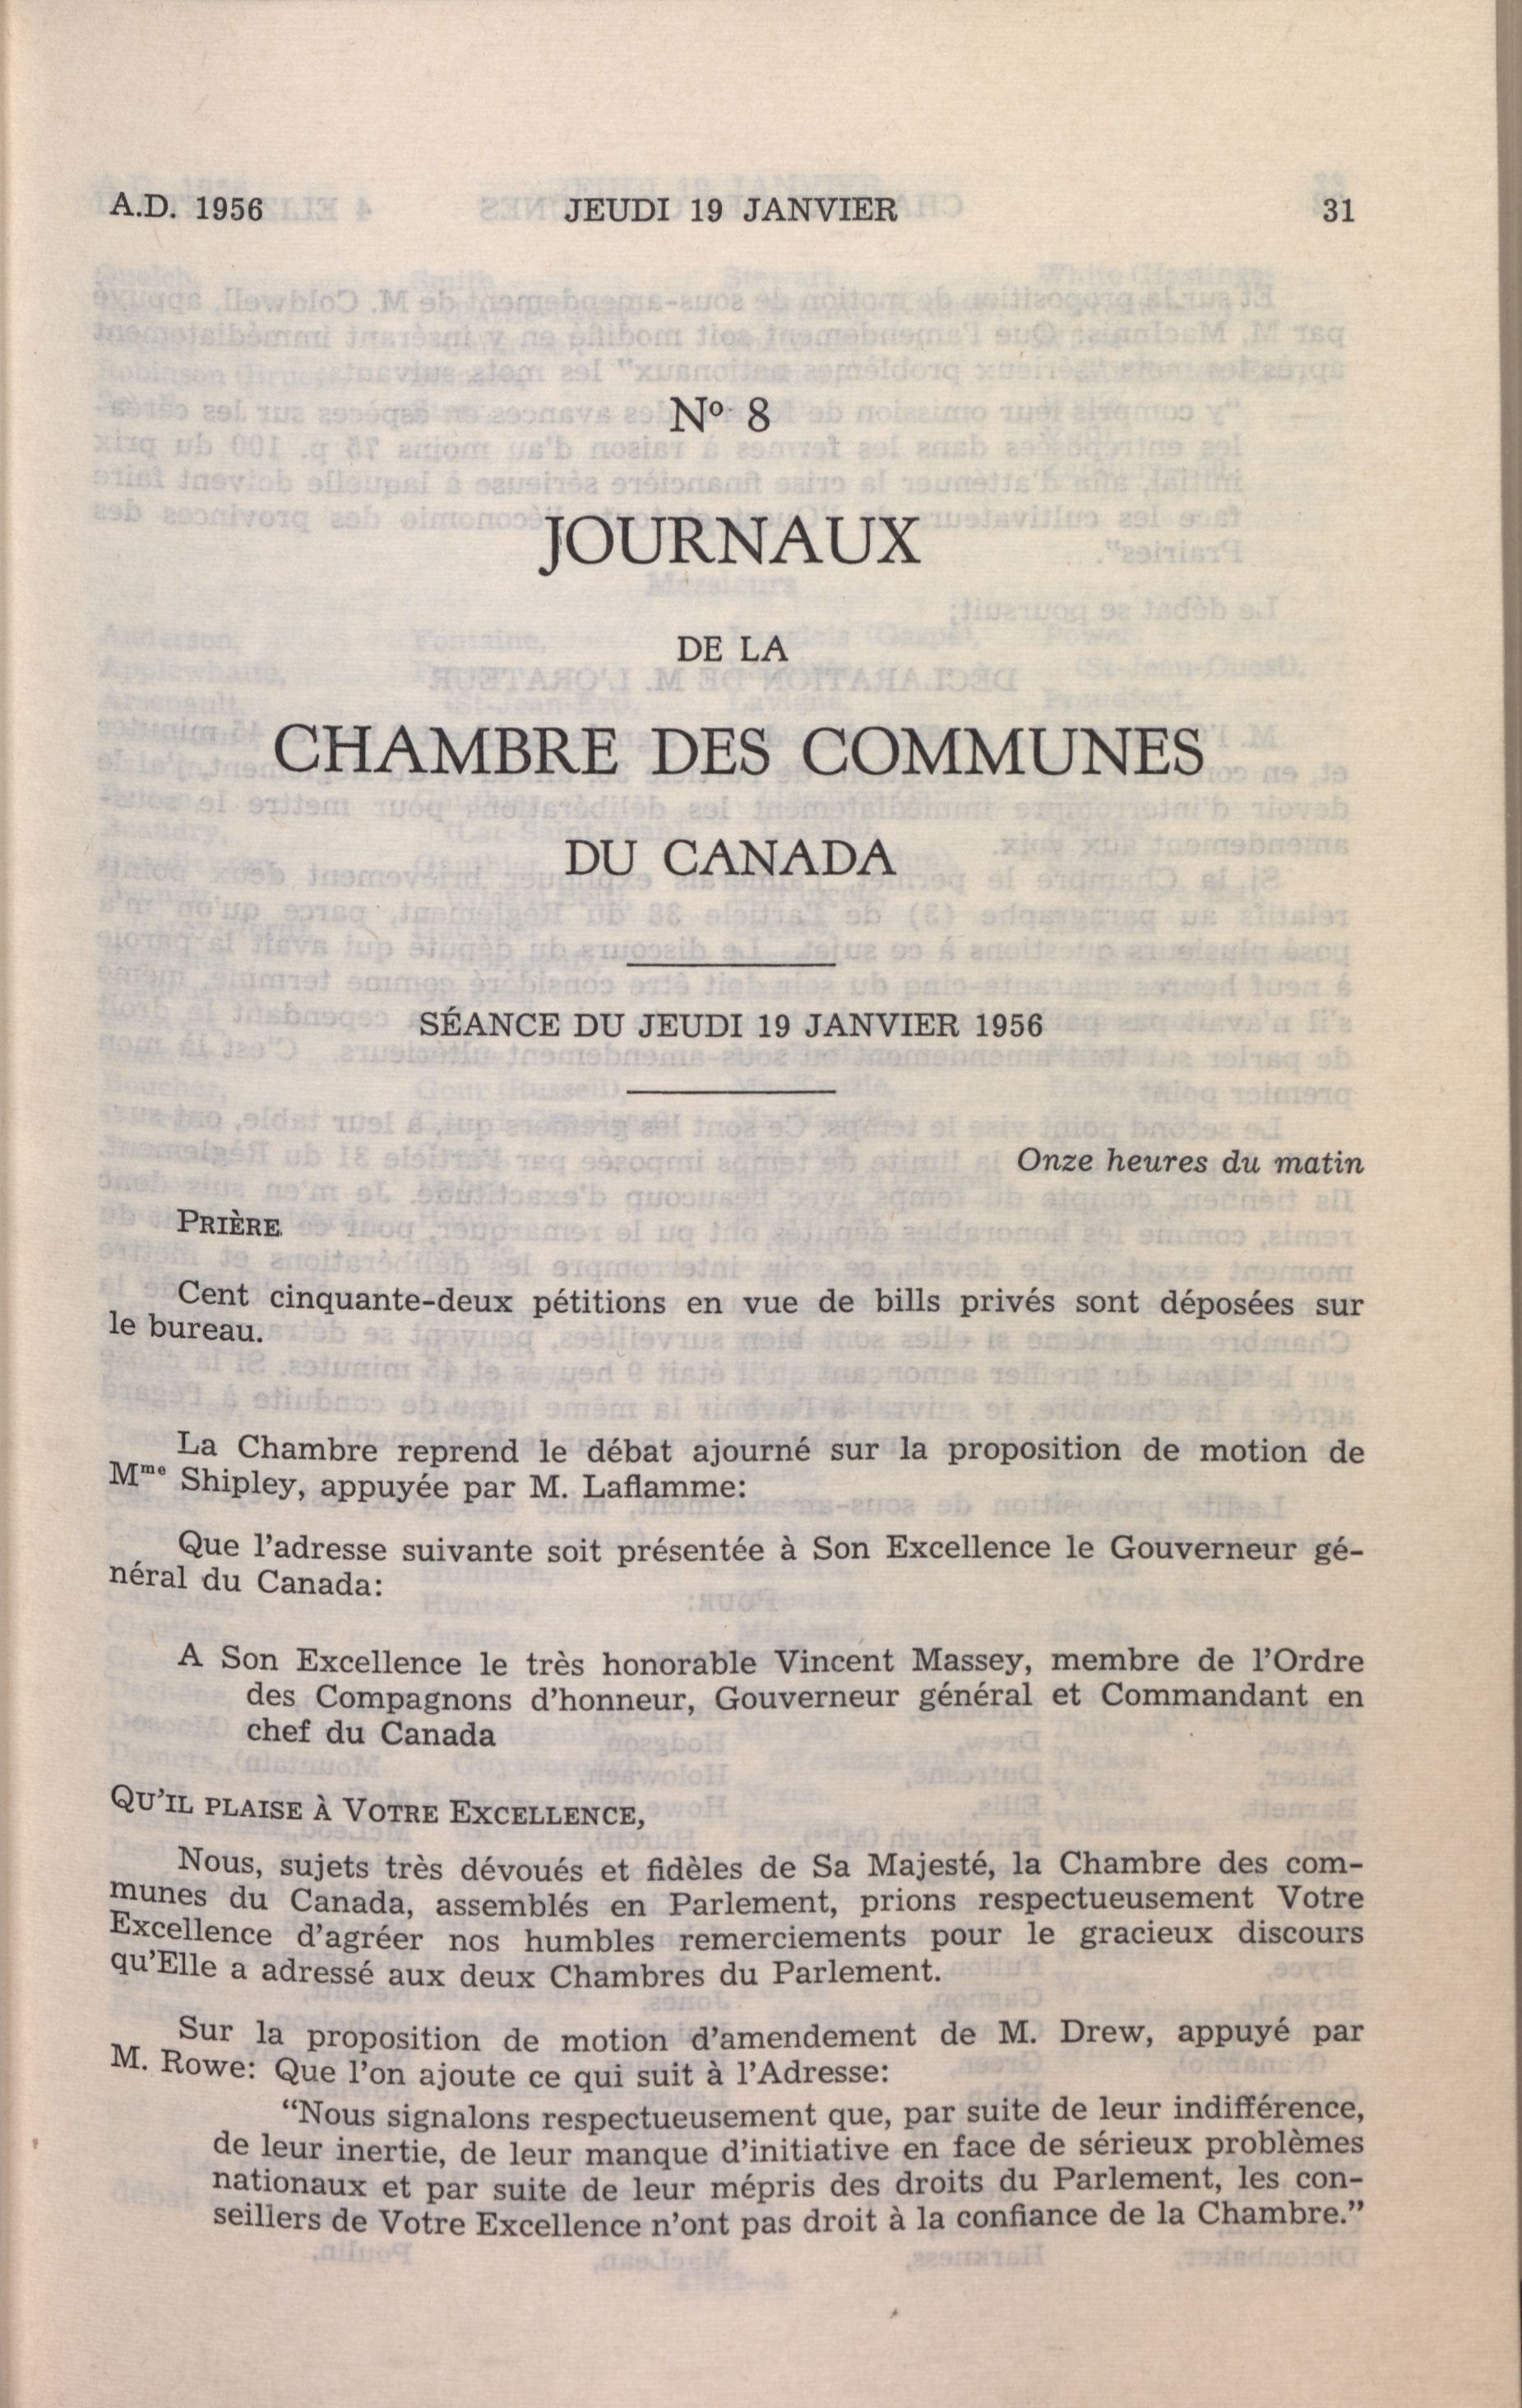 A.D. 1956 JEUDI 19 JANVIER 31
Nº 8
JOURNAUX
DE LA
CHAMBRE DES COMMUNES
DU CANADA
SÉANCE DU JEUDI 19 JANVIER 1956
Onze heures du matin
PRIÈRE
Cent cinquante-deux pétitions en vue de bills privés sont déposées sur
le bureau.
La Chambre reprend le débat ajourné sur la proposition de motion de
Mme Shipley, appuyée par M. Laflamme:
Que l'adresse suivante soit présentée à Son Excellence le Gouverneur gé-
néral du Canada:
A Son Excellence le très honorable Vincent Massey, membre de l'Ordre
des Compagnons d'honneur, Gouverneur général et Commandant en
chef du Canada
QU'IL PLAISE À VOTRE EXCELLENCE,
Nous, sujets très dévoués et fidèles de Sa Majesté, la Chambre des com-
munes du Canada, assemblés en Parlement, prions respectueusement Votre
Excellence d'agréer nos humbles remerciements pour le gracieux discours
qu'Elle a adressé aux deux Chambres du Parlement.
Sur la proposition de motion d'amendement de M. Drew, appuyé par
M. Rowe: Que l'on ajoute ce qui suit à l'Adresse:
"Nous signalons respectueusement que, par suite de leur indifférence,
de leur inertie, de leur manque d'initiative en face de sérieux problèmes
nationaux et par suite de leur mépris des droits du Parlement, les con-
seillers de Votre Excellence n'ont pas droit à la confiance de la Chambre."